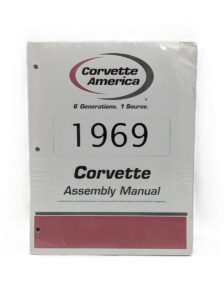 Corvette
America
®
6 Generations. 1 Source.
1969
Corvette
Assembly Manual